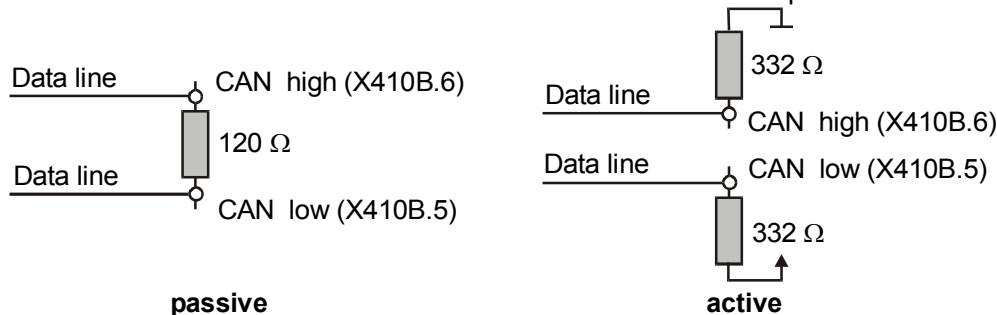 Data line
CAN high (X410B.6)
120 Ω
Data line
CAN low (X410B.5)
passive
332 Ω
Data line
CAN high (X410B.6)
Data line
CAN low (X410B.5)
332 Ω
active